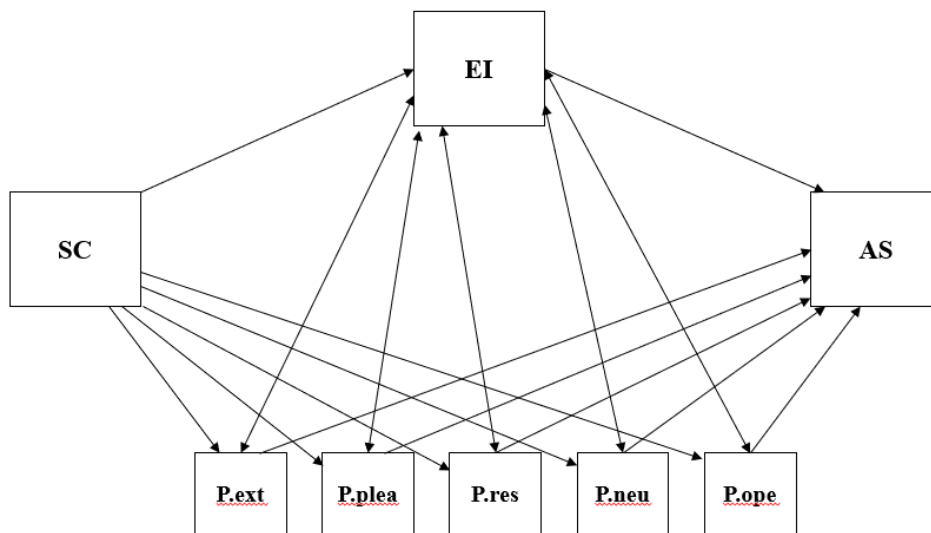 EI
SC
AS
P.ext
P.plea
P.res
P.neu
P.ope